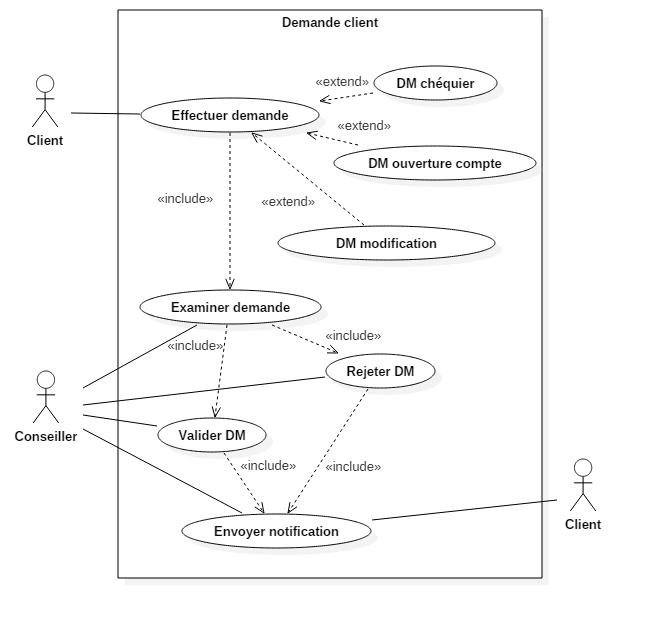 Demande client
«extend»
DM chéquier
Effectuer demande
«extend»
Client
DM ouverture compte
«include»
«extend»
DM modification
Examiner demande
«include»
«include»
Rejeter DM
Conseiller
Valider DM
«include»
«include»
Client
Envoyer notification